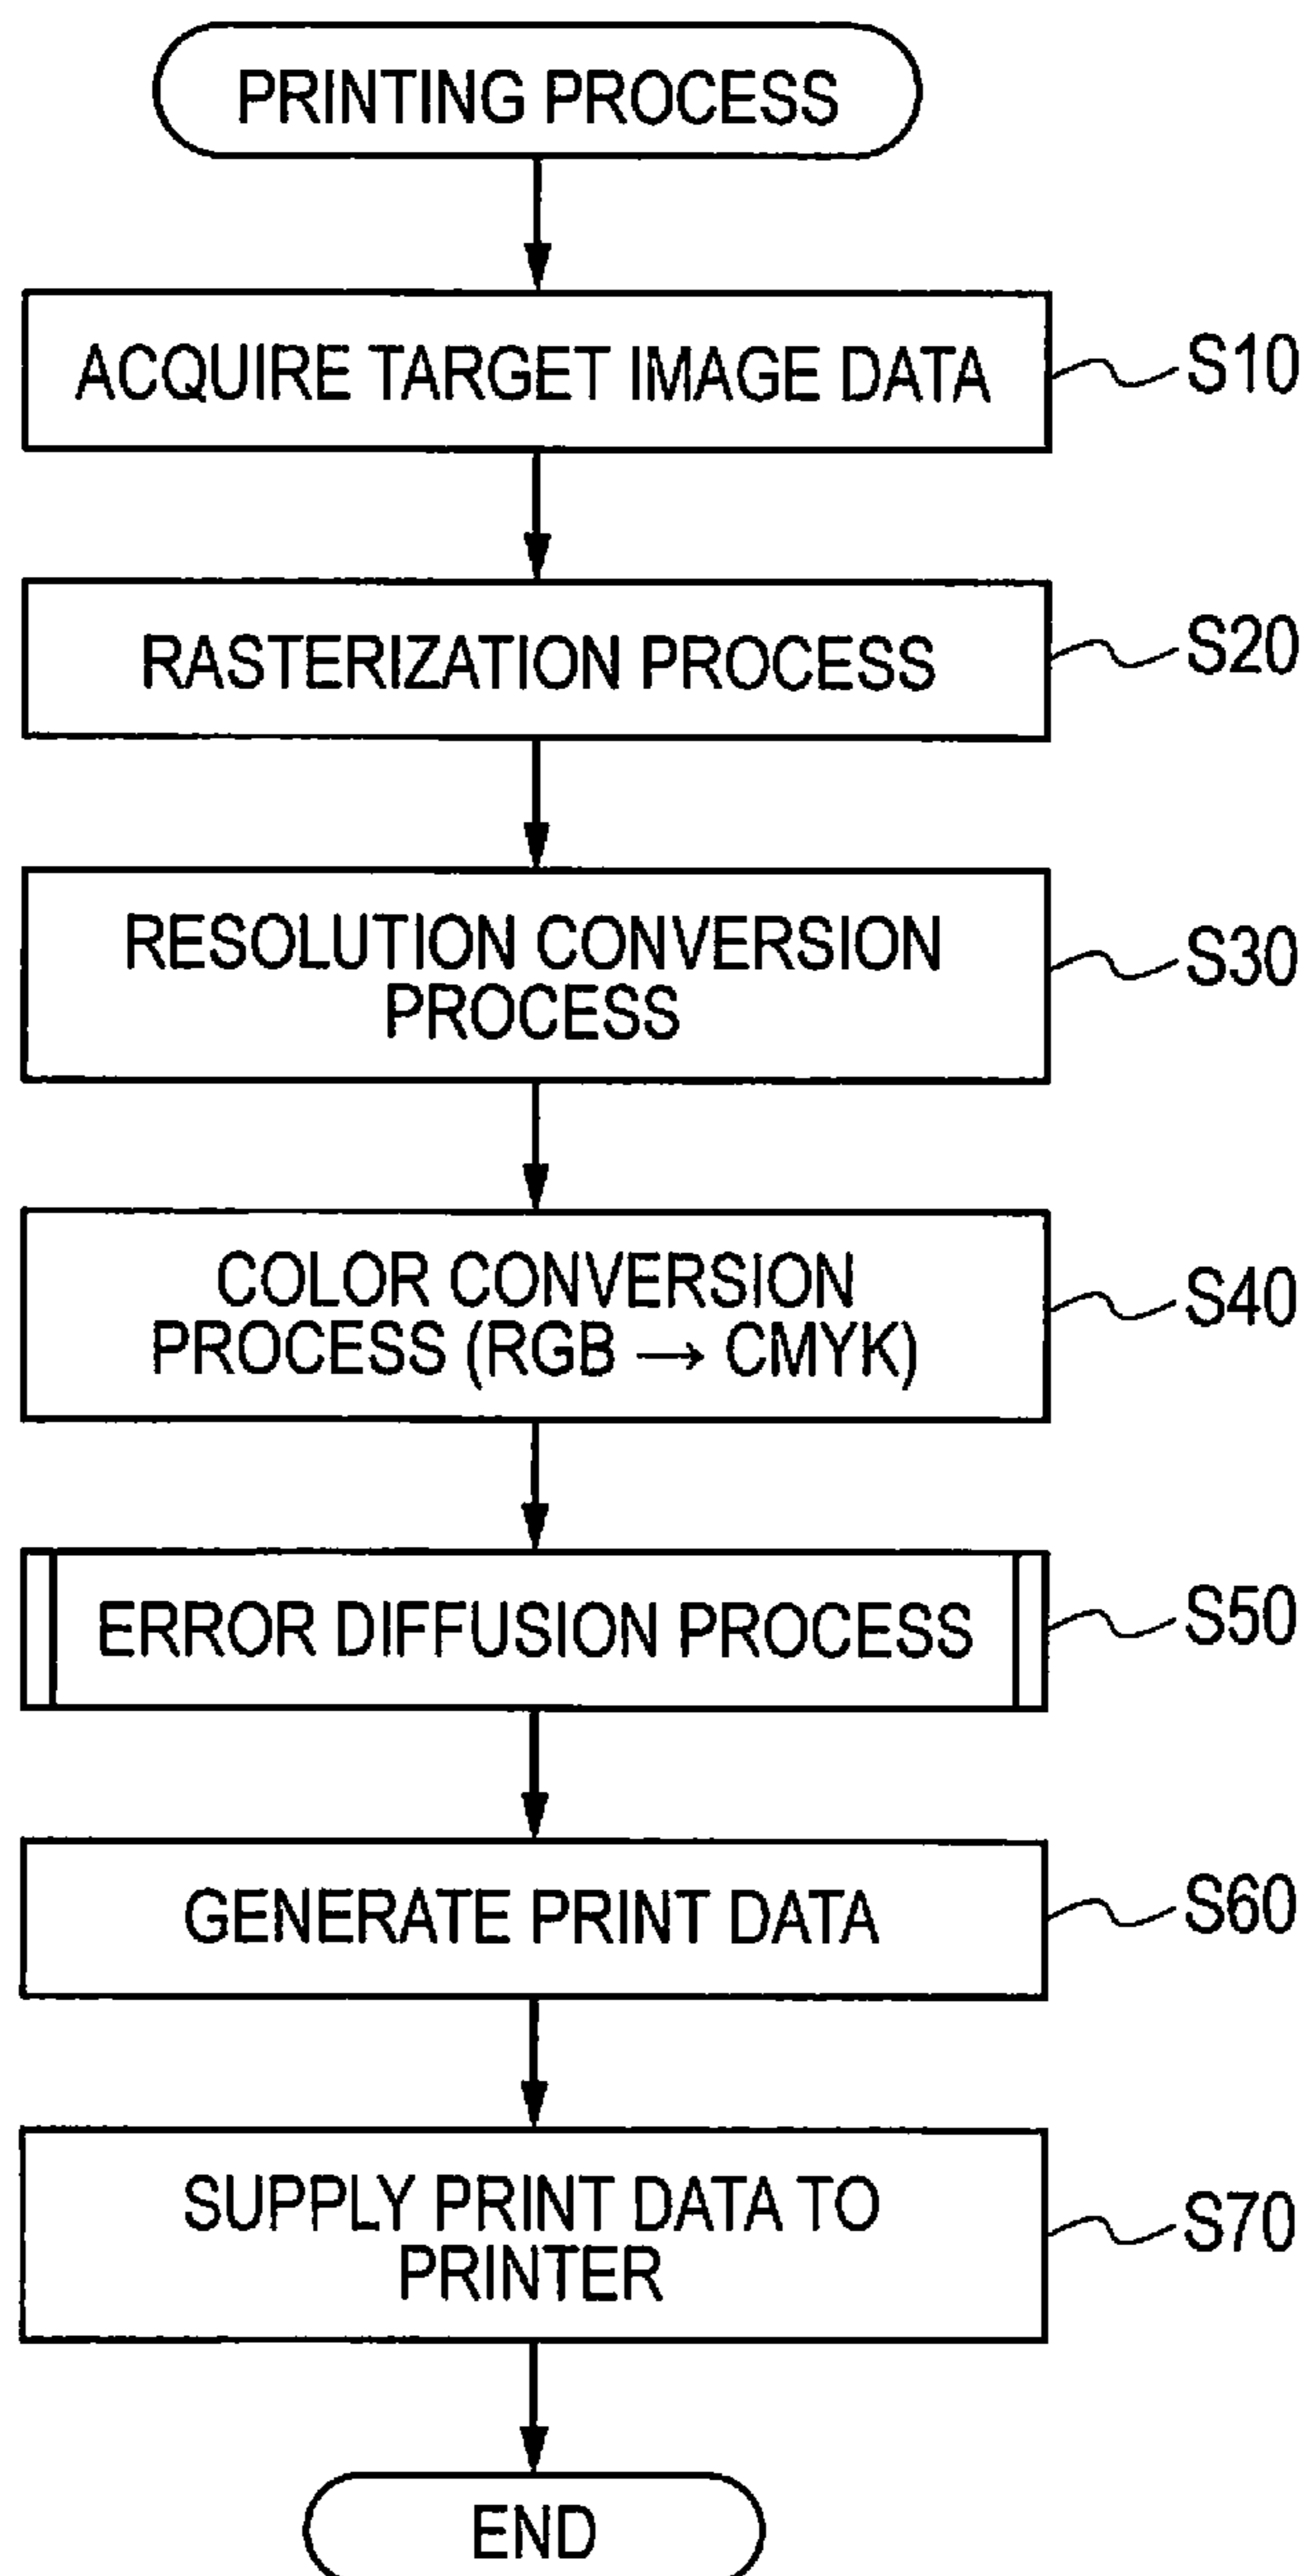 PRINTING PROCESS
ACQUIRE TARGET IMAGE DATA
S10
RASTERIZATION PROCESS
S20
RESOLUTION CONVERSION
PROCESS
S30
COLOR CONVERSION
PROCESS (RGB → CMYK)
S40
ERROR DIFFUSION PROCESS
S50
GENERATE PRINT DATA
S60
SUPPLY PRINT DATA TO
PRINTER
S70
END